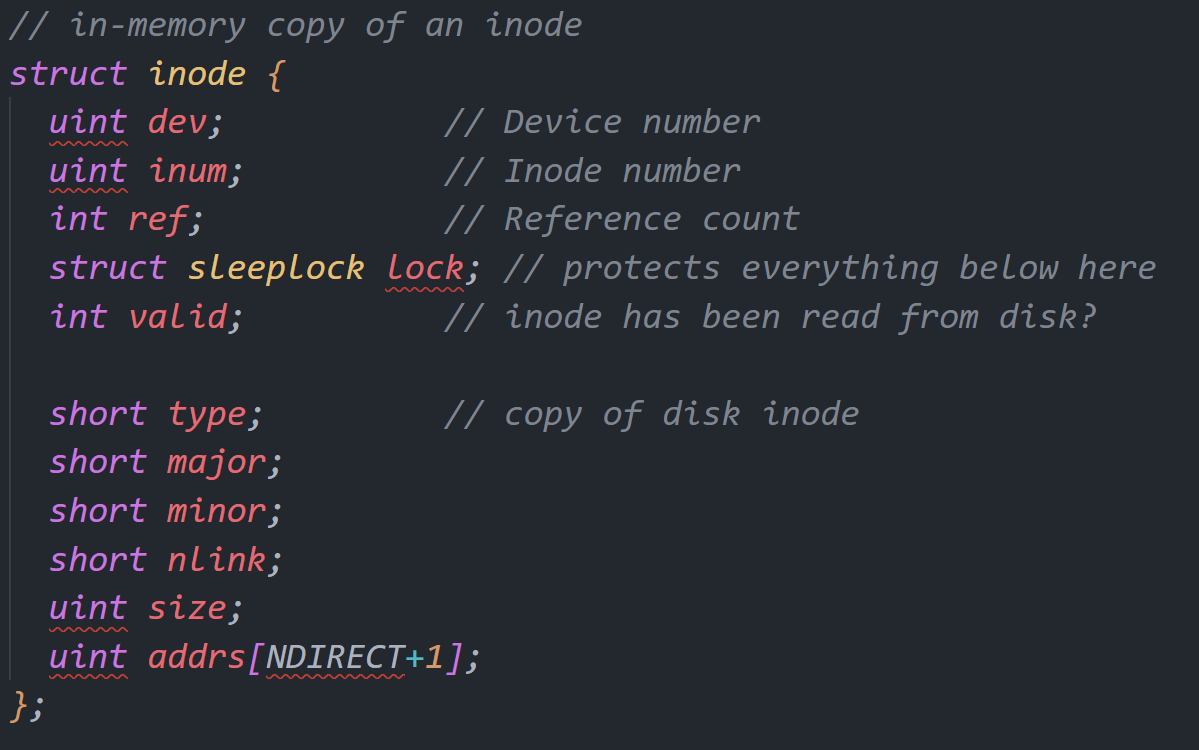 // in-memory copy of an inode
struct inode {
  uint dev;           // Device number
  uint inum;          // Inode number
  int ref;            // Reference count
  struct sleeplock lock; // protects everything below here
  int valid;          // inode has been read from disk?

  short type;         // copy of disk inode
  short major;
  short minor;
  short nlink;
  uint size;
  uint addrs[NDIRECT+1];
};